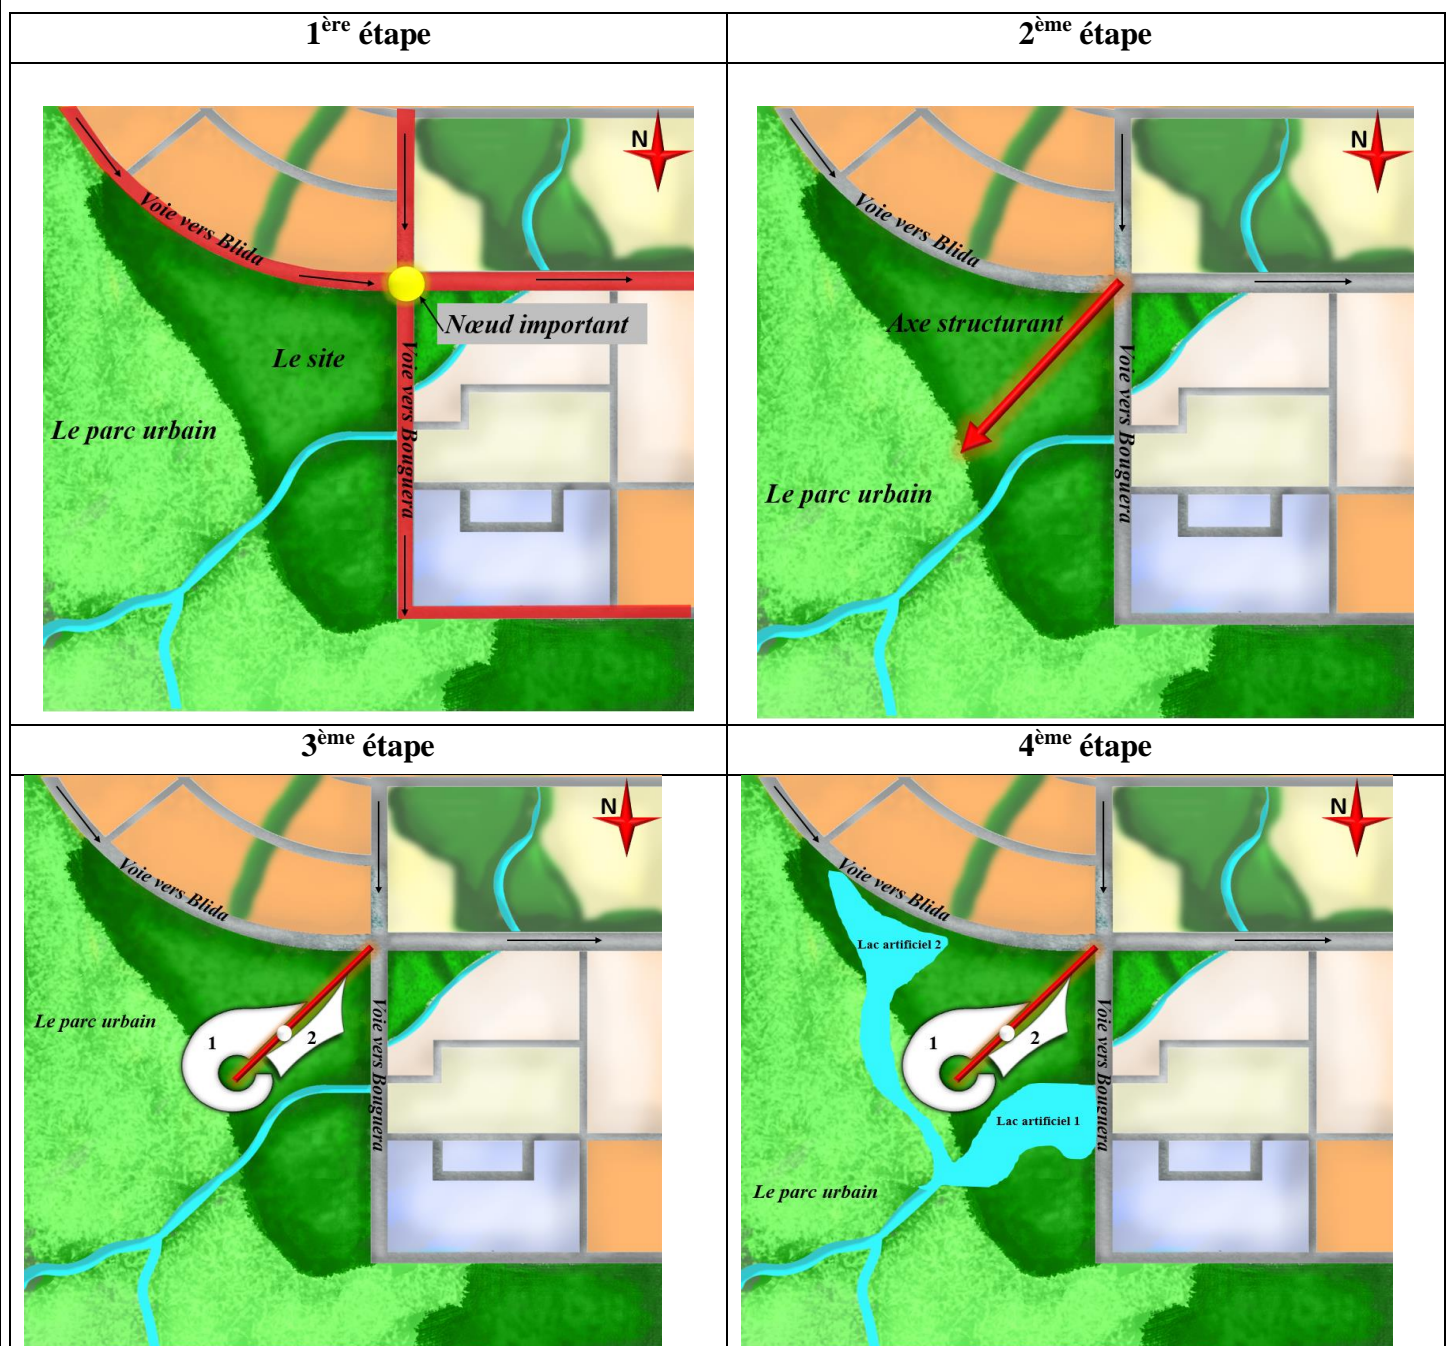 1ère étape
2ème étape
N
Voie vers Blida
Nœud important
Le site
Voie vers Bouguera
Le parc urbain
N
Voie vers Blida
Axe structurant
Voie vers Bouguera
Le parc urbain
3ème étape
4ème étape
N
Voie vers Blida
Le parc urbain
1
2
Voie vers Bouguera
N
Voie vers Blida
Lac artificiel 2
1
2
Voie vers Bouguera
Lac artificiel 1
Le parc urbain